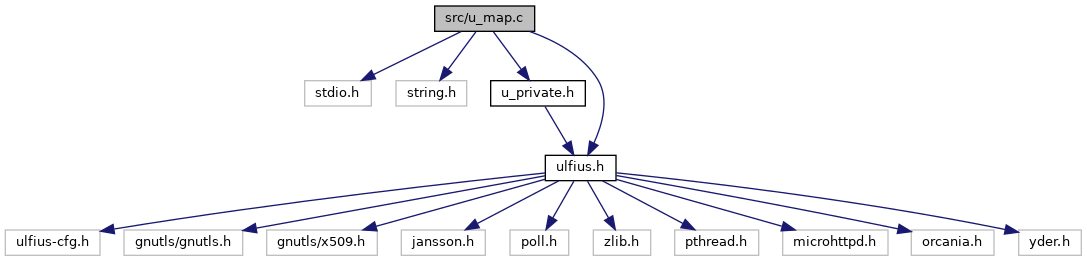 src/u_map.c
stdio.h
string.h
u_private.h
ulfius.h
ulfius-cfg.h
gnutls/gnutls.h
gnutls/x509.h
jansson.h
poll.h
zlib.h
pthread.h
microhttpd.h
orcania.h
yder.h